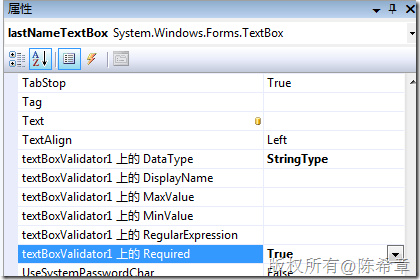 属性
lastNameTextBox System.Windows.Forms.TextBox
TabStop True
Tag
Text
TextAlign Left
textBoxValidator1 上的 DataType StringType
textBoxValidator1 上的 DisplayName
textBoxValidator1 上的 MaxValue
textBoxValidator1 上的 MinValue
textBoxValidator1 上的 RegularExpression
textBoxValidator1 上的 Required True
UseSystemPasswordChar False
版权所有@陈希章